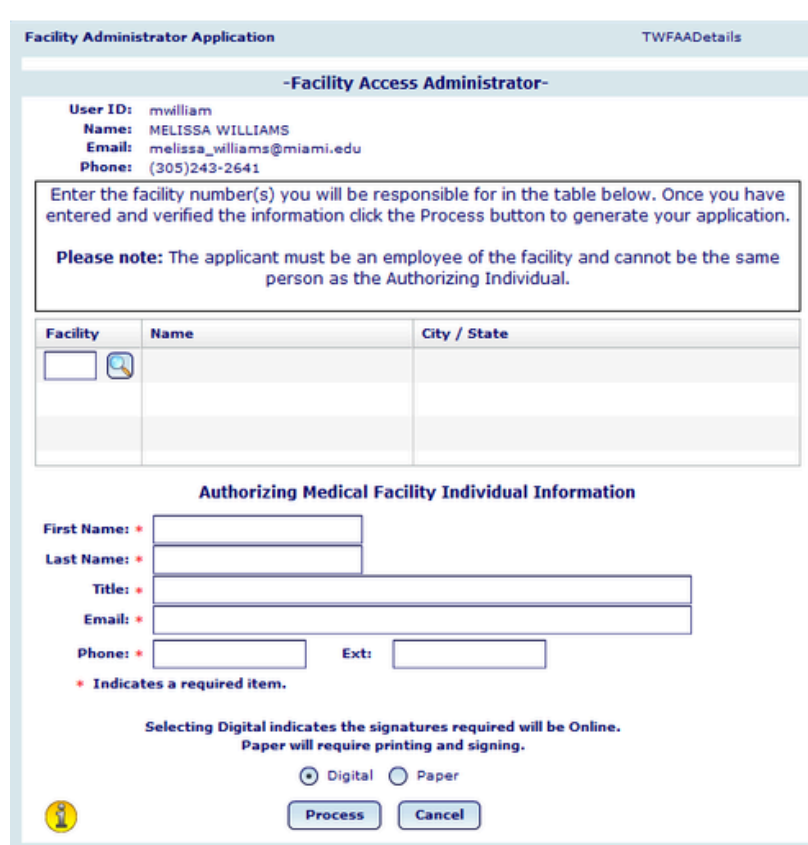 Facility Administrator Application TWFAADetails
-Facility Access Administrator-
User ID: mwilliam
Name: MELISSA WILLIAMS
Email: melissa_williams@miami.edu
Phone: (305)243-2641
Enter the facility number(s) you will be responsible for in the table below. Once you have
entered and verified the information click the Process button to generate your application.
Please note: The applicant must be an employee of the facility and cannot be the same
person as the Authorizing Individual.
Facility Name City / State
Authorizing Medical Facility Individual Information
First Name: *
Last Name: *
Title: *
Email: *
Phone: * Ext:
* Indicates a required item.
Selecting Digital indicates the signatures required will be Online.
Paper will require printing and signing.
Digital Paper
Process Cancel